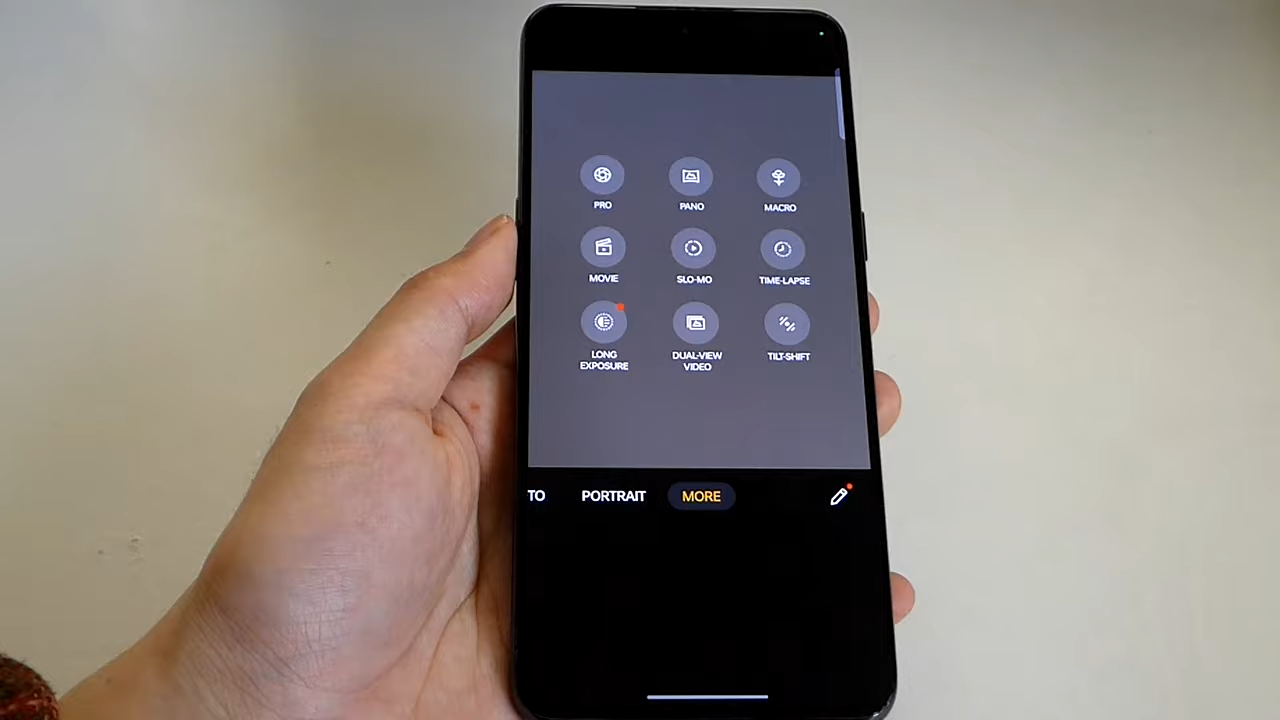 PRO
PANO
MACRO
MOVIE
SLO-MO
TIME-LAPSE
LONG
EXPOSURE
DUAL-VIEW
VIDEO
TILT-SHIFT
TO
PORTRAIT
MORE